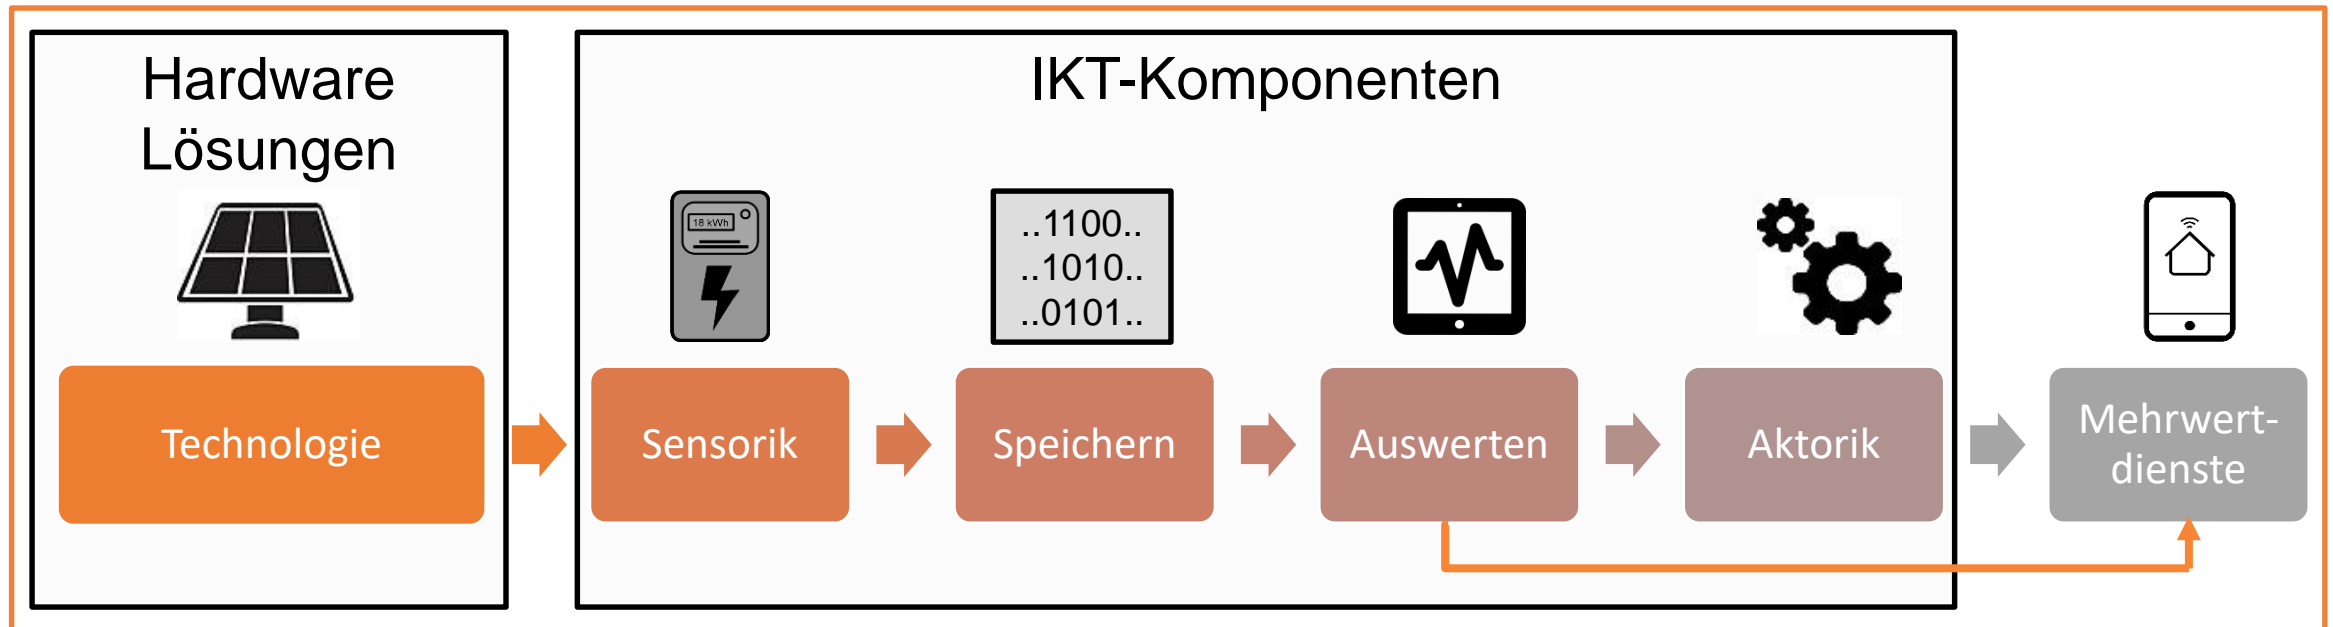 Hardware
Lösungen
IKT-Komponenten
18 kWh
..1100..
..1010..
..0101..
Technologie
Sensorik
Speichern
Auswerten
Aktorik
Mehrwert-
dienste